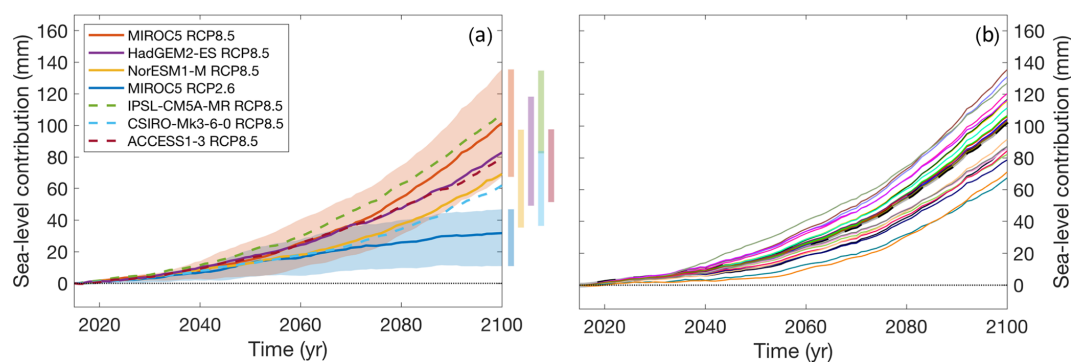 Sea-level contribution (mm)
160
140
120
100
80
60
40
20
0
(a)
MIROC5 RCP8.5
HadGEM2-ES RCP8.5
NorESM1-M RCP8.5
MIROC5 RCP2.6
IPSL-CM5A-MR RCP8.5
CSIRO-Mk3-6-0 RCP8.5
ACCESS1-3 RCP8.5
2020 2040 2060 2080 2100
Time (yr)
(b)
160
140
120
100
80
60
40
20
0
Sea-level contribution (mm)
2020 2040 2060 2080 2100
Time (yr)